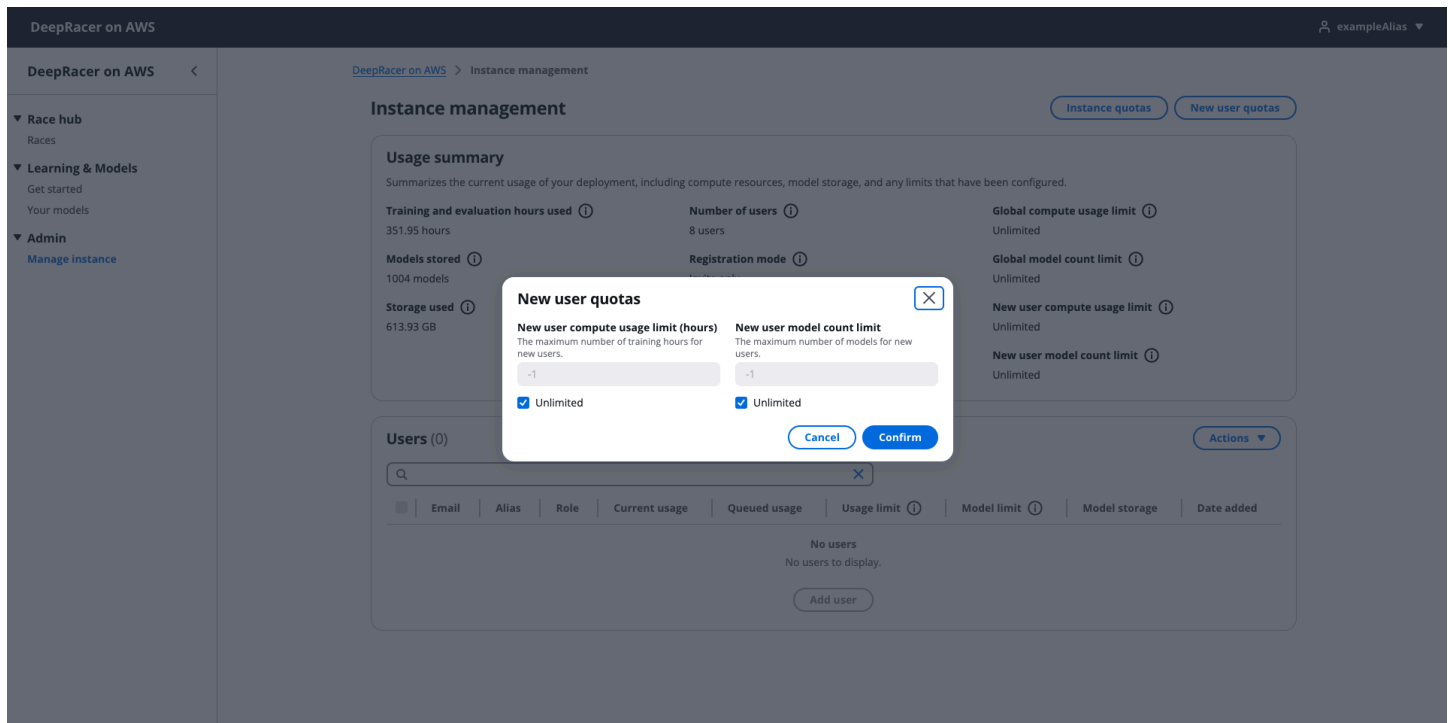 DeepRacer on AWS
exampleAlias
DeepRacer on AWS
Race hub
Races
Learning & Models
Get started
Your models
Admin
Manage instance
DeepRacer on AWS > Instance management
Instance management
Instance quotas
New user quotas
Usage summary
Summarizes the current usage of your deployment, including compute resources, model storage, and any limits that have been configured.
Training and evaluation hours used
351.95 hours
Models stored
1004 models
Storage used
613.93 GB
Number of users
8 users
Registration mode
Global compute usage limit
Unlimited
Global model count limit
Unlimited
New user compute usage limit
Unlimited
New user model count limit
Unlimited
New user quotas
New user compute usage limit (hours)
The maximum number of training hours for
new users.
-1
Unlimited
New user model count limit
The maximum number of models for new
users.
-1
Unlimited
Cancel
Confirm
Users (0)
Actions
Email
Alias
Role
Current usage
Queued usage
Usage limit
Model limit
Model storage
Date added
No users
No users to display.
Add user